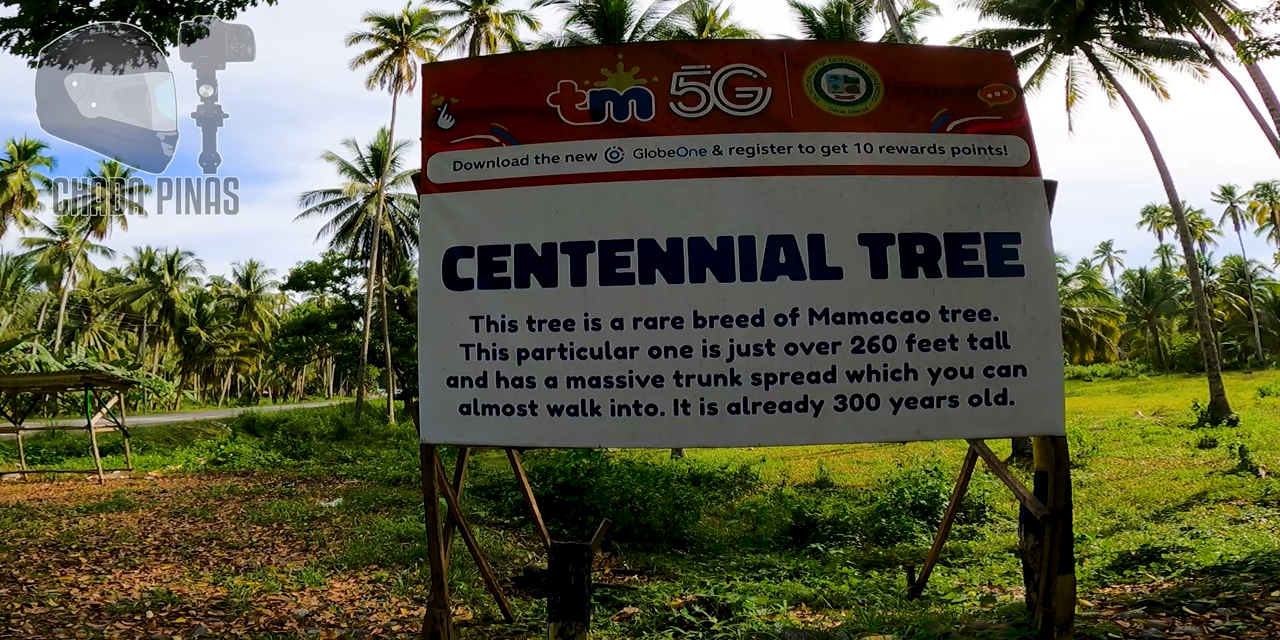 CHADA PINAS
tm 5G
Download the new GlobeOne & register to get 10 rewards points!
CENTENNIAL TREE
This tree is a rare breed of Mamacao tree.
This particular one is just over 260 feet tall
and has a massive trunk spread which you can
almost walk into. It is already 300 years old.